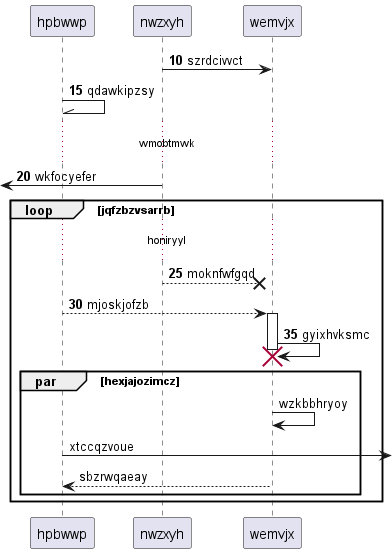 hpbwwp nwzxyh wemvjx
10 szrdcivvct
15 qdawkipzsy
wmobtmwk
20 wkfocyefer
loop [jqfzbzvsarrb]
honiryyl
25 moknfwfgqd
30 mjoskjofzb
35 gyixhvksmc
par [hexjajozimcz]
wzkbbhryoy
xtccqzvoue
sbzrwqaeay
hpbwwp nwzxyh wemvjx